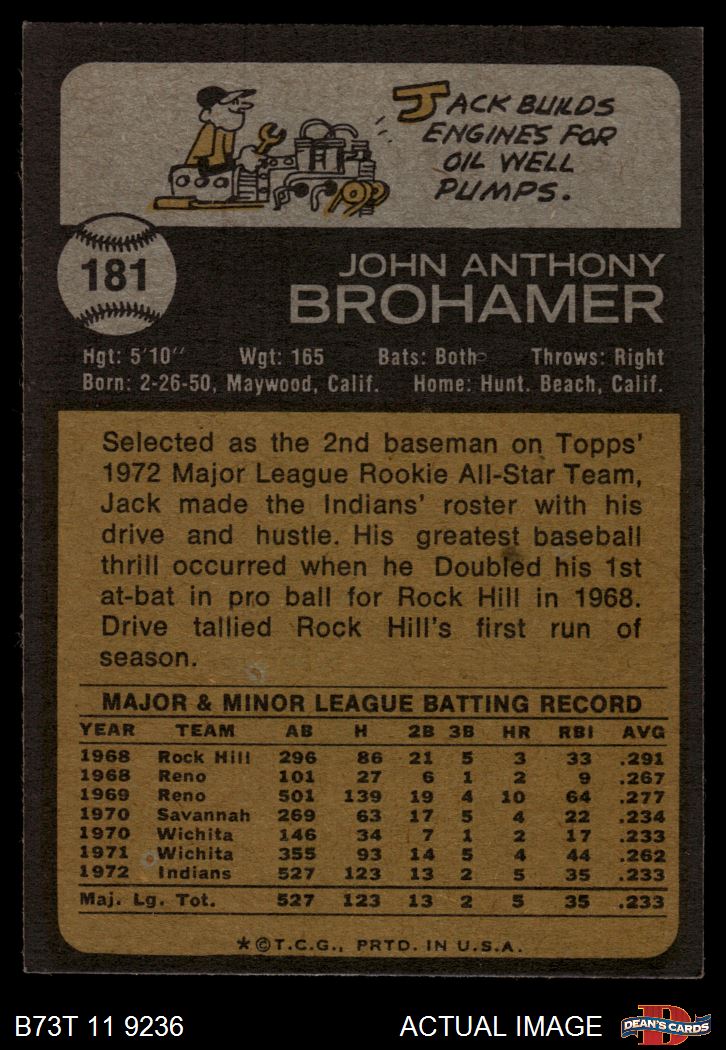 JACK BUILDS
ENGINES FOR
OIL WELL
PUMPS.
181
JOHN ANTHONY
BROHAMER
Hgt: 5'10" Wgt: 165 Bats: Both Throws: Right
Born: 2-26-50, Maywood, Calif. Home: Hunt. Beach, Calif.
Selected as the 2nd baseman on Topps'
1972 Major League Rookie All-Star Team,
Jack made the Indians' roster with his
drive and hustle. His greatest baseball
thrill occurred when he Doubled his 1st
at-bat in pro ball for Rock Hill in 1968.
Drive tallied Rock Hill's first run of
season.
MAJOR & MINOR LEAGUE BATTING RECORD
YEAR TEAM AB H 2B 3B HR RBI AVG
1968 Rock Hill 296 86 21 5 3 33 .291
1968 Reno 101 27 6 1 2 9 .267
1969 Reno 501 139 19 4 10 64 .277
1970 Savannah 269 63 17 5 4 22 .234
1970 Wichita 146 34 7 1 2 17 .233
1971 Wichita 355 93 14 5 4 44 .262
1972 Indians 527 123 13 2 5 35 .233
Maj. Lg. Tot. 527 123 13 2 5 35 .233
*©T.C.G., PRTD. IN U.S.A.
B73T 11 9236 ACTUAL IMAGE
D
DEAN'S CARDS